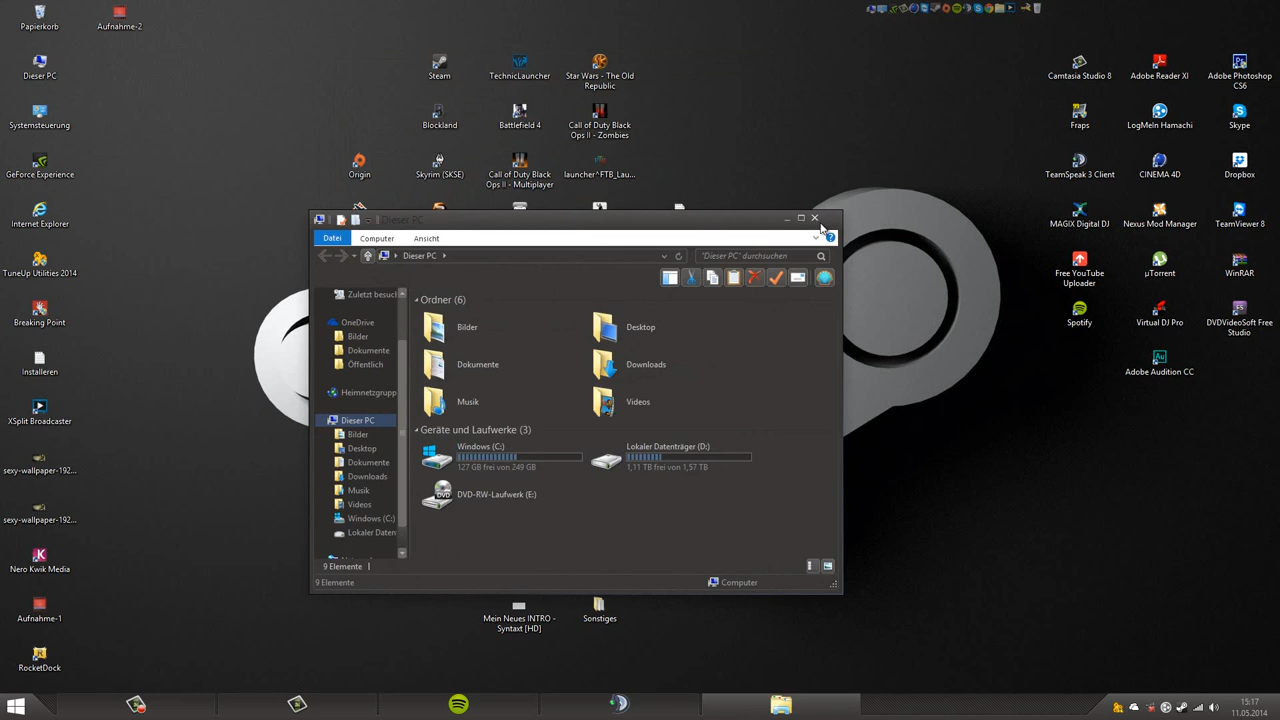 Papierkorb
Aufnahme-2
Dieser PC
Steam
TechnicLauncher
Star Wars - The Old
Republic
Camtasia Studio 8
Adobe Reader XI
Adobe Photoshop
CS6
Systemsteuerung
Blockland
Battlefield 4
Call of Duty Black
Ops II - Zombies
Fraps
LogMeIn Hamachi
Skype
GeForce Experience
Origin
Skyrim (SKSE)
Call of Duty Black
Ops II - Multiplayer
launcher^FTB_Lau...
TeamSpeak 3 Client
CINEMA 4D
Dropbox
Internet Explorer
MAGIX Digital DJ
Nexus Mod Manager
TeamViewer 8
TuneUp Utilities 2014
Free YouTube
Uploader
µTorrent
WinRAR
Breaking Point
Spotify
Virtual DJ Pro
DVDVideoSoft Free
Studio
Installeren
Adobe Audition CC
XSplit Broadcaster
sexy-wallpaper-192...
sexy-wallpaper-192...
Nero Kwik Media
Aufnahme-1
RocketDock
Mein Neues INTRO -
Syntaxt [HD]
Sonstiges
Dieser PC
Datei
Computer
Ansicht
Dieser PC
"Dieser PC" durchsuchen
Zuletzt besucl
OneDrive
Bilder
Dokumente
Öffentlich
Heimnetzgrupp
Dieser PC
Bilder
Desktop
Dokumente
Downloads
Musik
Videos
Windows (C:)
Lokaler Daten
Ordner (6)
Bilder
Desktop
Dokumente
Downloads
Musik
Videos
Geräte und Laufwerke (3)
Windows (C:)
127 GB frei von 249 GB
Lokaler Datenträger (D:)
1,11 TB frei von 1,57 TB
DVD-RW-Laufwerk (E:)
DVD
9 Elemente
9 Elemente
Computer
15:17
11.05.2014